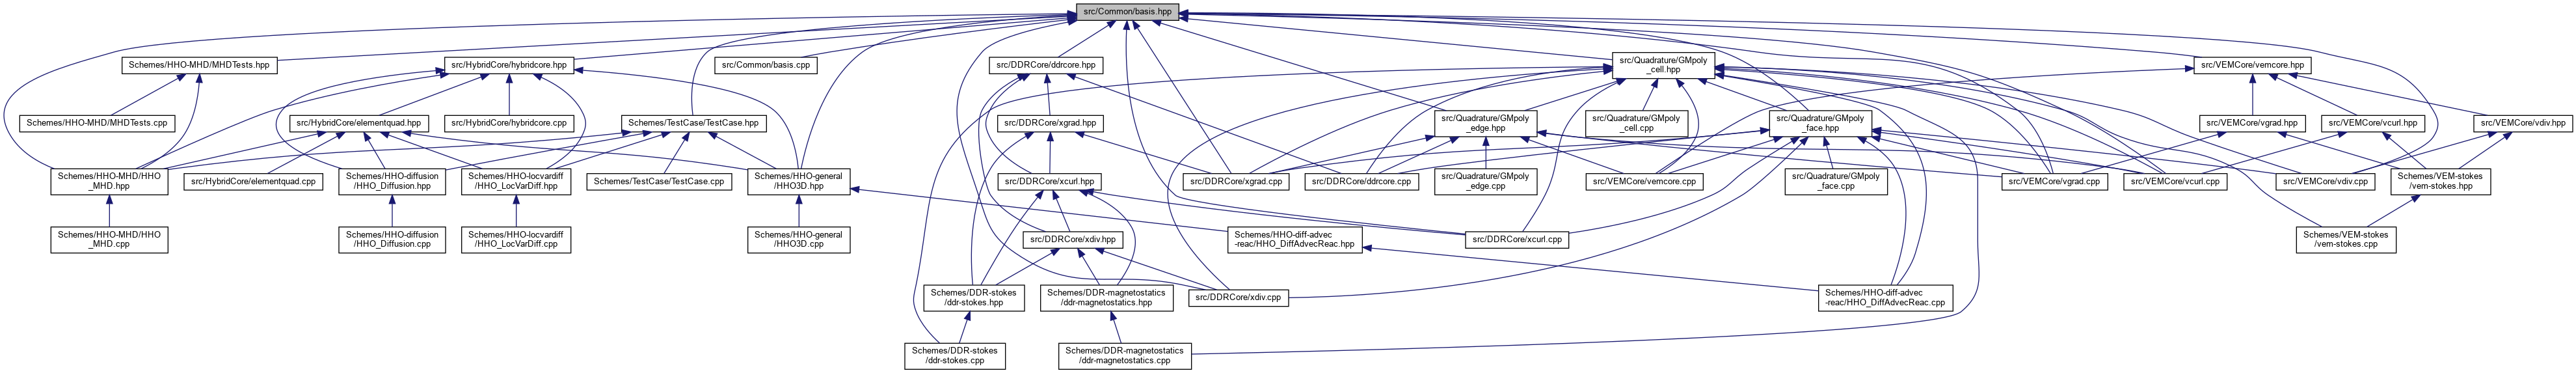 src/Common/basis.hpp
Schemes/HHO-MHD/MHDTests.hpp
src/HybridCore/hybridcore.hpp
src/Common/basis.cpp
src/DDRCore/ddrcore.hpp
src/Quadrature/GMpoly
_cell.hpp
src/VEMCore/vemcore.hpp
Schemes/HHO-MHD/MHDTests.cpp
src/HybridCore/elementquad.hpp
src/HybridCore/hybridcore.cpp
Schemes/TestCase/TestCase.hpp
src/DDRCore/xgrad.hpp
src/Quadrature/GMpoly
_edge.hpp
src/Quadrature/GMpoly
_cell.cpp
src/Quadrature/GMpoly
_face.hpp
src/VEMCore/vgrad.hpp
src/VEMCore/vcurl.hpp
src/VEMCore/vdiv.hpp
Schemes/HHO-MHD/HHO
_MHD.hpp
src/HybridCore/elementquad.cpp
Schemes/HHO-diffusion
/HHO_Diffusion.hpp
Schemes/HHO-locvardiff
/HHO_LocVarDiff.hpp
Schemes/TestCase/TestCase.cpp
Schemes/HHO-general
/HHO3D.hpp
src/DDRCore/xcurl.hpp
src/DDRCore/xgrad.cpp
src/DDRCore/ddrcore.cpp
src/Quadrature/GMpoly
_edge.cpp
src/VEMCore/vemcore.cpp
src/Quadrature/GMpoly
_face.cpp
src/VEMCore/vgrad.cpp
src/VEMCore/vcurl.cpp
src/VEMCore/vdiv.cpp
Schemes/VEM-stokes
/vem-stokes.hpp
Schemes/HHO-MHD/HHO
_MHD.cpp
Schemes/HHO-diffusion
/HHO_Diffusion.cpp
Schemes/HHO-locvardiff
/HHO_LocVarDiff.cpp
Schemes/HHO-general
/HHO3D.cpp
src/DDRCore/xdiv.hpp
Schemes/HHO-diff-advec
-reac/HHO_DiffAdvecReac.hpp
src/DDRCore/xcurl.cpp
Schemes/VEM-stokes
/vem-stokes.cpp
Schemes/DDR-stokes
/ddr-stokes.hpp
Schemes/DDR-magnetostatics
/ddr-magnetostatics.hpp
src/DDRCore/xdiv.cpp
Schemes/HHO-diff-advec
-reac/HHO_DiffAdvecReac.cpp
Schemes/DDR-stokes
/ddr-stokes.cpp
Schemes/DDR-magnetostatics
/ddr-magnetostatics.cpp